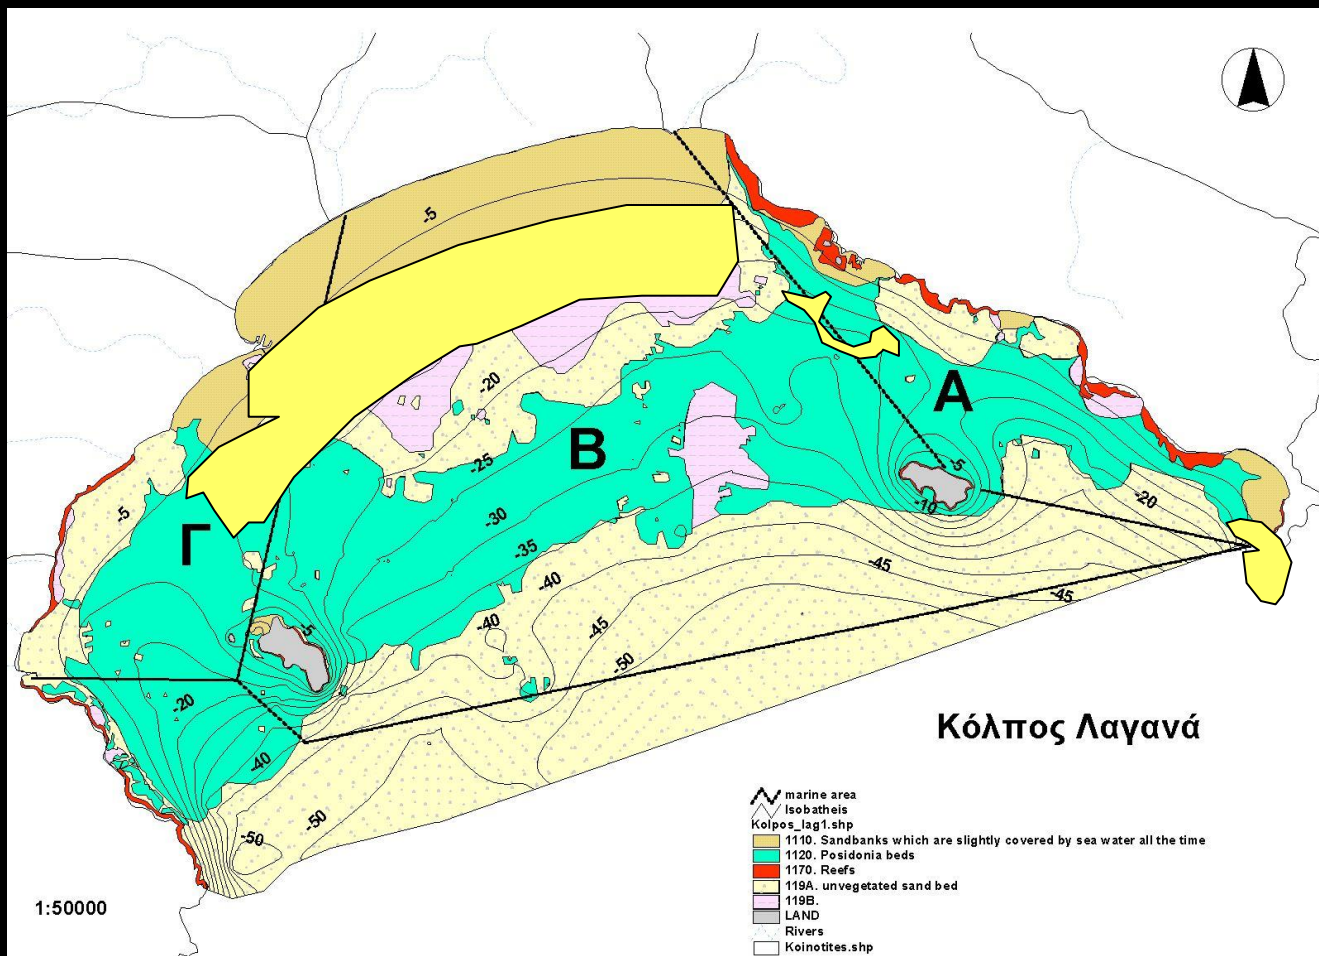 -5
-20
A
B
-25
-5
-10
-20
-5
-30
Γ
-35
-40
-45
-45
-40
-45
-5
-50
-20
-40
-50
-50
Κόλπος Λαγανά
marine area
Isobatheis
Kolpos_lag1.shp
1110. Sandbanks which are slightly covered by sea water all the time
1120. Posidonia beds
1170. Reefs
119A. unvegetated sand bed
119B.
LAND
Rivers
Koinotites.shp
1:50000